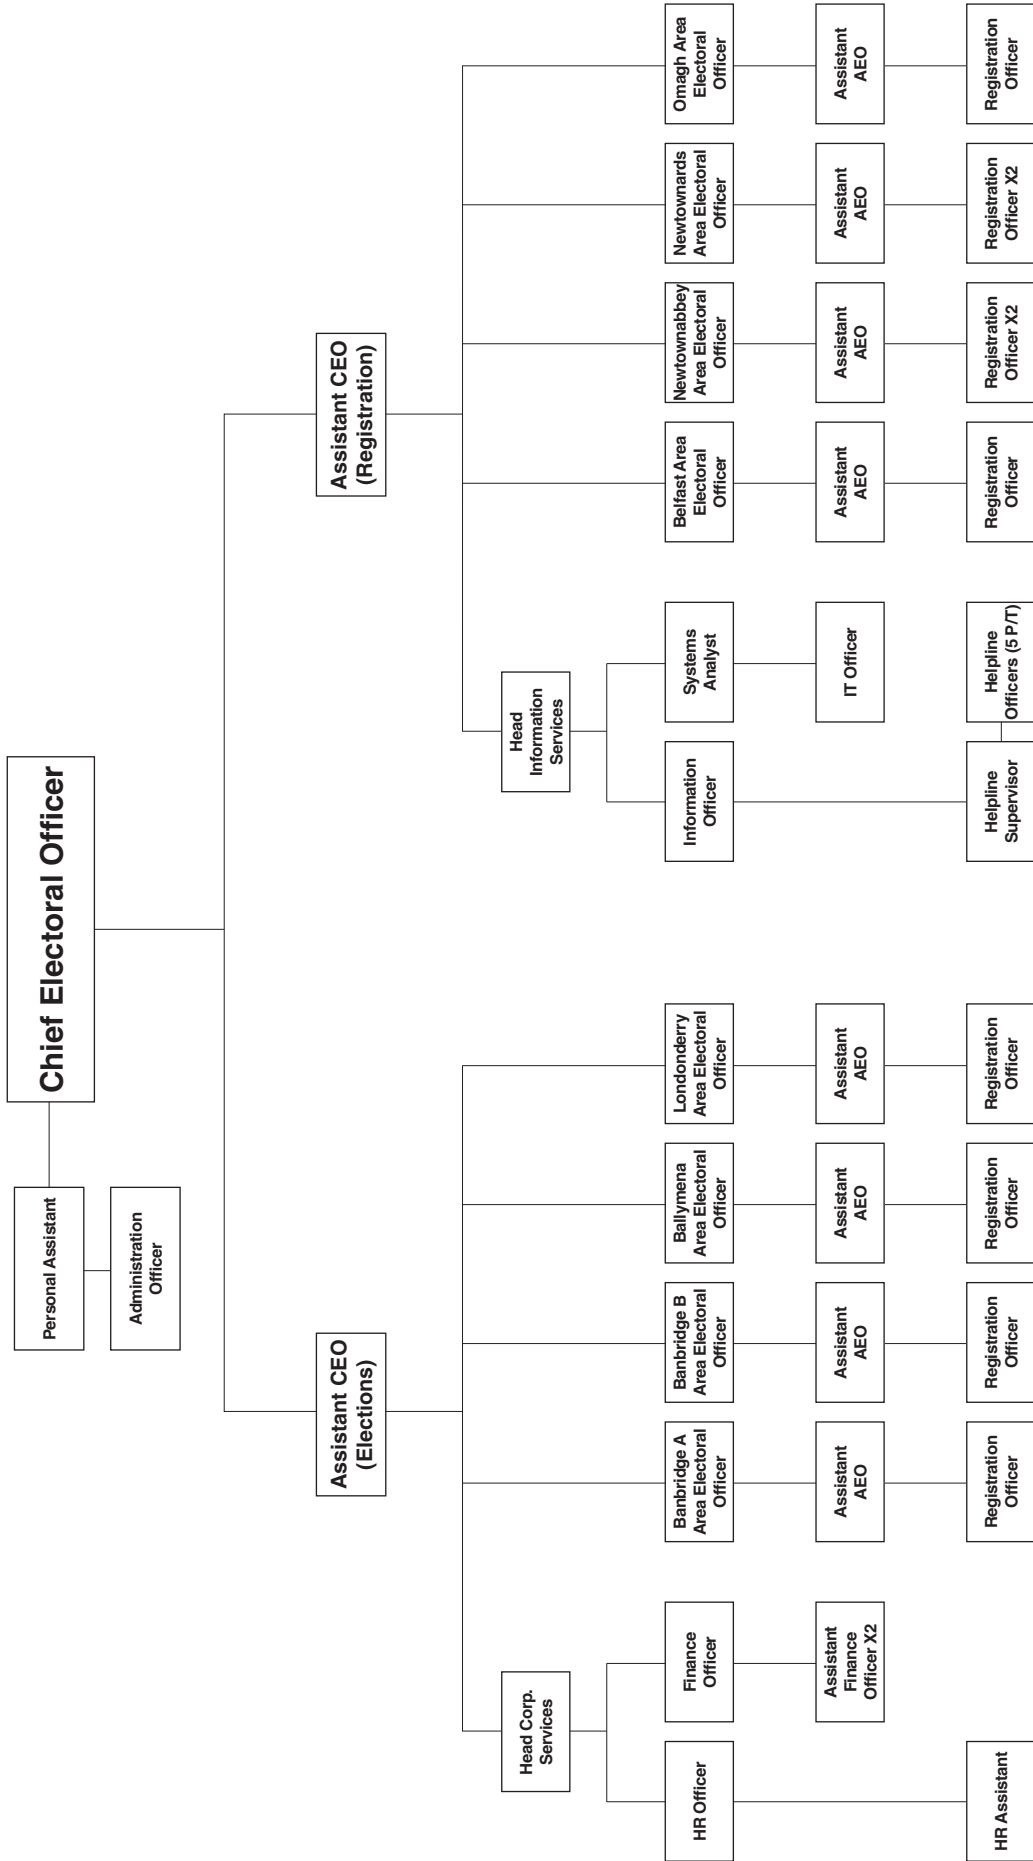 Chief Electoral Officer
Personal Assistant
Administration
Officer
Assistant CEO
(Elections)
Assistant CEO
(Registration)
Head Corp.
Services
Head
Information
Services
HR Officer
Finance
Officer
Banbridge A
Area Electoral
Officer
Banbridge B
Area Electoral
Officer
Ballymena
Area Electoral
Officer
Londonderry
Area Electoral
Officer
Information
Officer
Systems
Analyst
Belfast Area
Electoral
Officer
Newtownabbey
Area Electoral
Officer
Newtownards
Area Electoral
Officer
Omagh Area
Electoral
Officer
Assistant
Finance
Officer X2
Assistant
AEO
Assistant
AEO
Assistant
AEO
Assistant
AEO
IT Officer
Assistant
AEO
Assistant
AEO
Assistant
AEO
Assistant
AEO
HR Assistant
Registration
Officer
Registration
Officer
Registration
Officer
Registration
Officer
Helpline
Supervisor
Helpline
Officers (5 P/T)
Registration
Officer
Registration
Officer X2
Registration
Officer X2
Registration
Officer